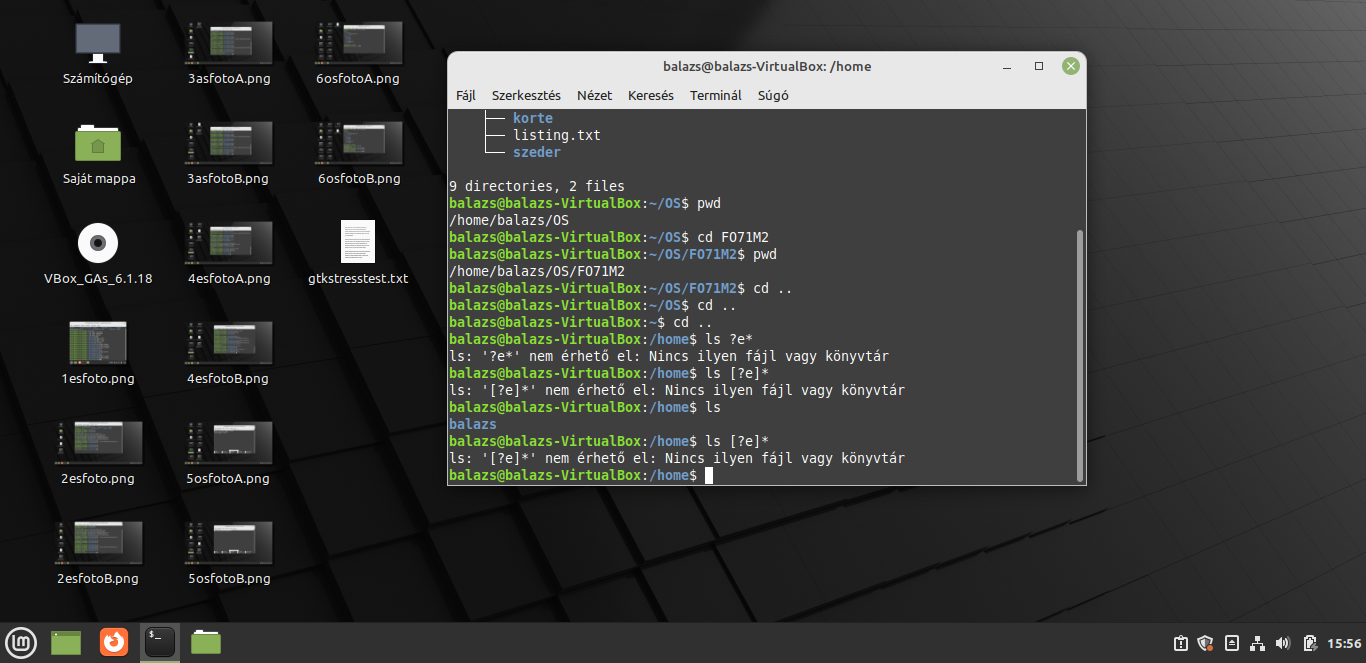 Számítógép
3asfotoA.png
6osfotoA.png
Saját mappa
3asfotoB.png
6osfotoB.png
VBox_GAs_6.1.18
4esfotoA.png
gtkstresstest.txt
1esfoto.png
4esfotoB.png
2esfoto.png
5osfotoA.png
2esfotoB.png
5osfotoB.png
balazs@balazs-VirtualBox: /home
Fájl Szerkesztés Nézet Keresés Terminál Súgó
├── korte
├── listing.txt
└── szeder
9 directories, 2 files
balazs@balazs-VirtualBox:~/OS$ pwd
/home/balazs/OS
balazs@balazs-VirtualBox:~/OS$ cd FO71M2
balazs@balazs-VirtualBox:~/OS/FO71M2$ pwd
/home/balazs/OS/FO71M2
balazs@balazs-VirtualBox:~/OS/FO71M2$ cd ..
balazs@balazs-VirtualBox:~/OS$ cd ..
balazs@balazs-VirtualBox:~$ cd ..
balazs@balazs-VirtualBox:/home$ ls ?e*
ls: '?e*' nem érhető el: Nincs ilyen fájl vagy könyvtár
balazs@balazs-VirtualBox:/home$ ls [?e]*
ls: '[?e]*' nem érhető el: Nincs ilyen fájl vagy könyvtár
balazs@balazs-VirtualBox:/home$ ls
balazs
balazs@balazs-VirtualBox:/home$ ls [?e]*
ls: '[?e]*' nem érhető el: Nincs ilyen fájl vagy könyvtár
balazs@balazs-VirtualBox:/home$
15:56